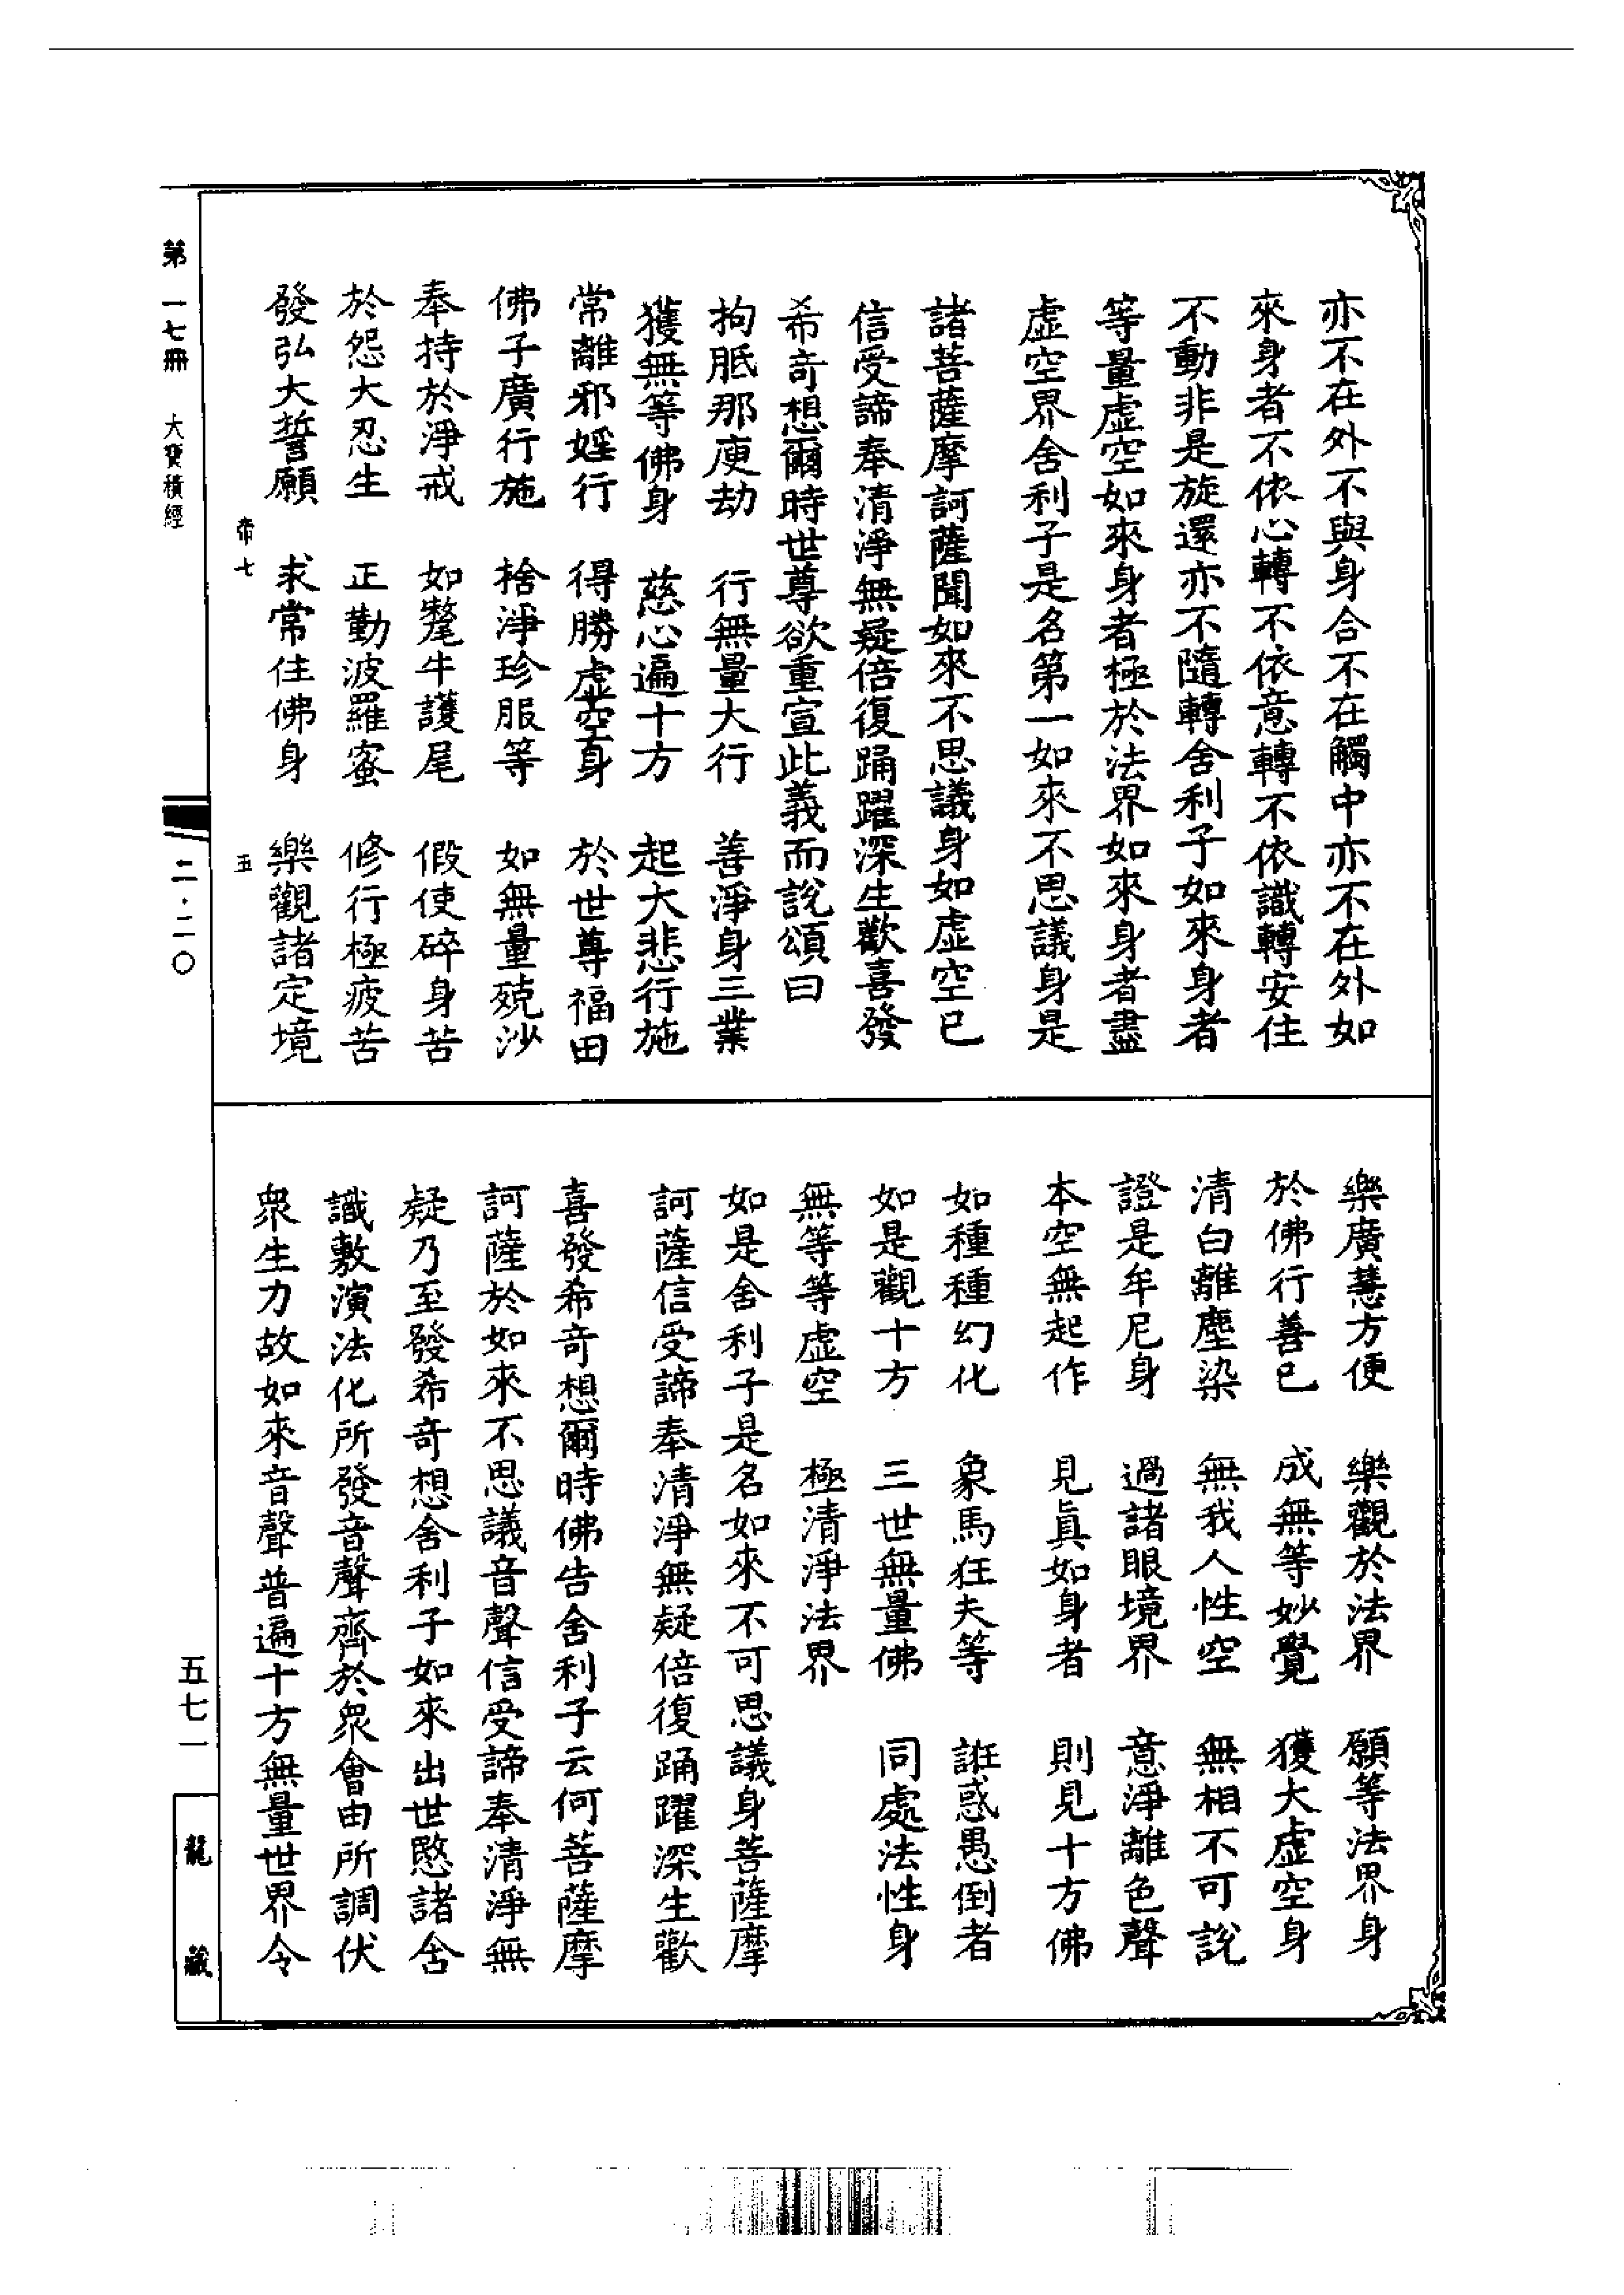 亦不在外不與身合不在觸中亦不在外如
來身者不依心轉不依意轉不依識轉安住
不動非是旋還亦不隨轉舍利子如來身者
等量虛空如來身者極於法界如來身者盡
虛空界舍利子是名第一如來不思議身是
諸菩薩摩訶薩聞如來不思議身如虛空已
信受諦奉清淨無疑倍復踊躍深生歡喜發
希奇想爾時世尊欲重宣此義而說頌曰
拘胝那庾劫　行無量大行　善淨身三業
獲無等佛身　慈心遍十方　起大悲行施
常離邪婬行　得勝虛空身　於世尊福田
佛子廣行施　捨淨珍服等　如無量殑沙
奉持於淨戒　如氂牛護尾　假使碎身苦
於怨大忍生　正勤波羅蜜　修行極疲苦
發弘大誓願　求常住佛身　樂觀諸定境
帝七　五
樂廣慧方便　樂觀於法界　願等法界身
於佛行善已　成無等妙覺　獲大虛空身
清白離塵染　無我人性空　無相不可說
證是牟尼身　過諸眼境界　意淨離色聲
本空無起作　見眞如身者　則見十方佛
如種種幻化　象馬狂夫等　誑惑愚倒者
如是觀十方　三世無量佛　同處法性身
無等等虛空　極清淨法界
如是舍利子是名如來不可思議身菩薩摩
訶薩信受諦奉清淨無疑倍復踊躍深生歡
喜發希奇想爾時佛告舍利子云何菩薩摩
訶薩於如來不思議音聲信受諦奉清淨無
疑乃至發希奇想舍利子如來出世愍諸含
識敷演法化所發音聲齊於眾會由所調伏
眾生力故如來音聲普遍十方無量世界令
第一七冊　大寶積經
二·二〇
五七一
龍藏